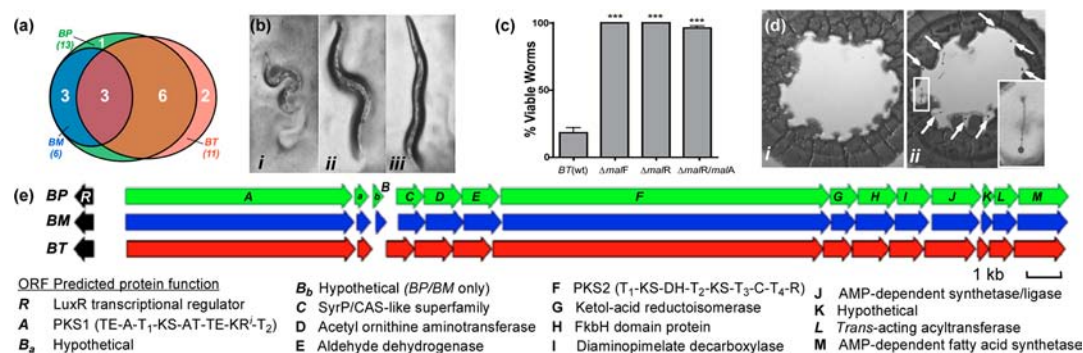 (a)
BP
(13)
1
3
3
6
2
BM
(6)
BT
(11)
(b)
i
ii
iii
(c)
% Viable Worms
100
50
0
***
***
***
BT(wt)
ΔmalF
ΔmalR
ΔmalR/malA
(d)
i
ii
(e)
BP
R
A
a
b
B
C
D
E
F
G
H
I
J
K
L
M
BM
BT
1 kb
ORF Predicted protein function
R LuxR transcriptional regulator
A PKS1 (TE-A-T1-KS-AT-TE-KRi-T2)
Ba Hypothetical
Bb Hypothetical (BP/BM only)
C SyrP/CAS-like superfamily
D Acetyl ornithine aminotransferase
E Aldehyde dehydrogenase
F PKS2 (T1-KS-DH-T2-KS-T3-C-T4-R)
G Ketol-acid reductoisomerase
H FkbH domain protein
I Diaminopimelate decarboxylase
J AMP-dependent synthetase/ligase
K Hypothetical
L Trans-acting acyltransferase
M AMP-dependent fatty acid synthetase